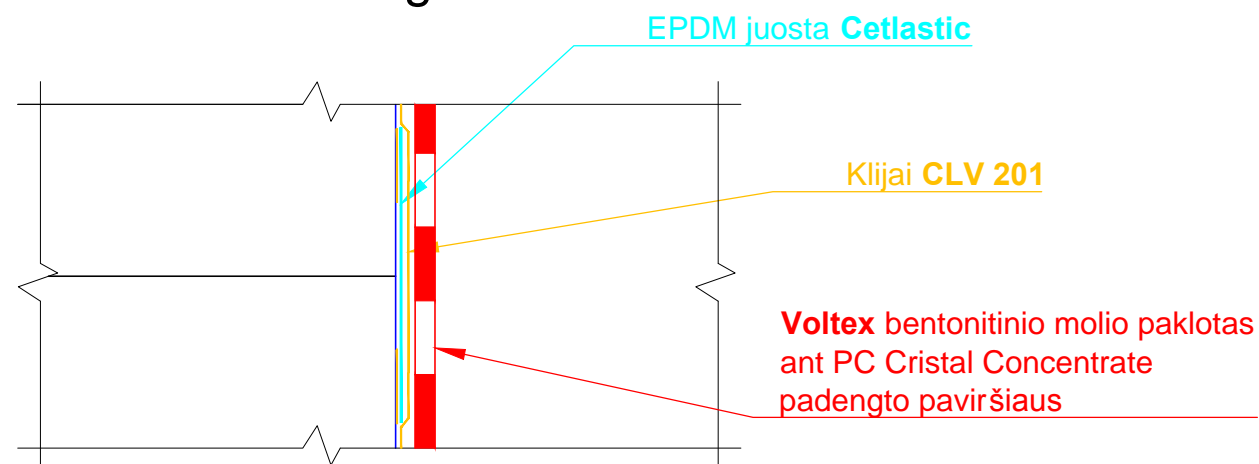 EPDM juosta Cetlastic
Klijai CLV 201
Voltex bentonitinio molio paklotas
ant PC Cristal Concentrate
padengto paviršiaus